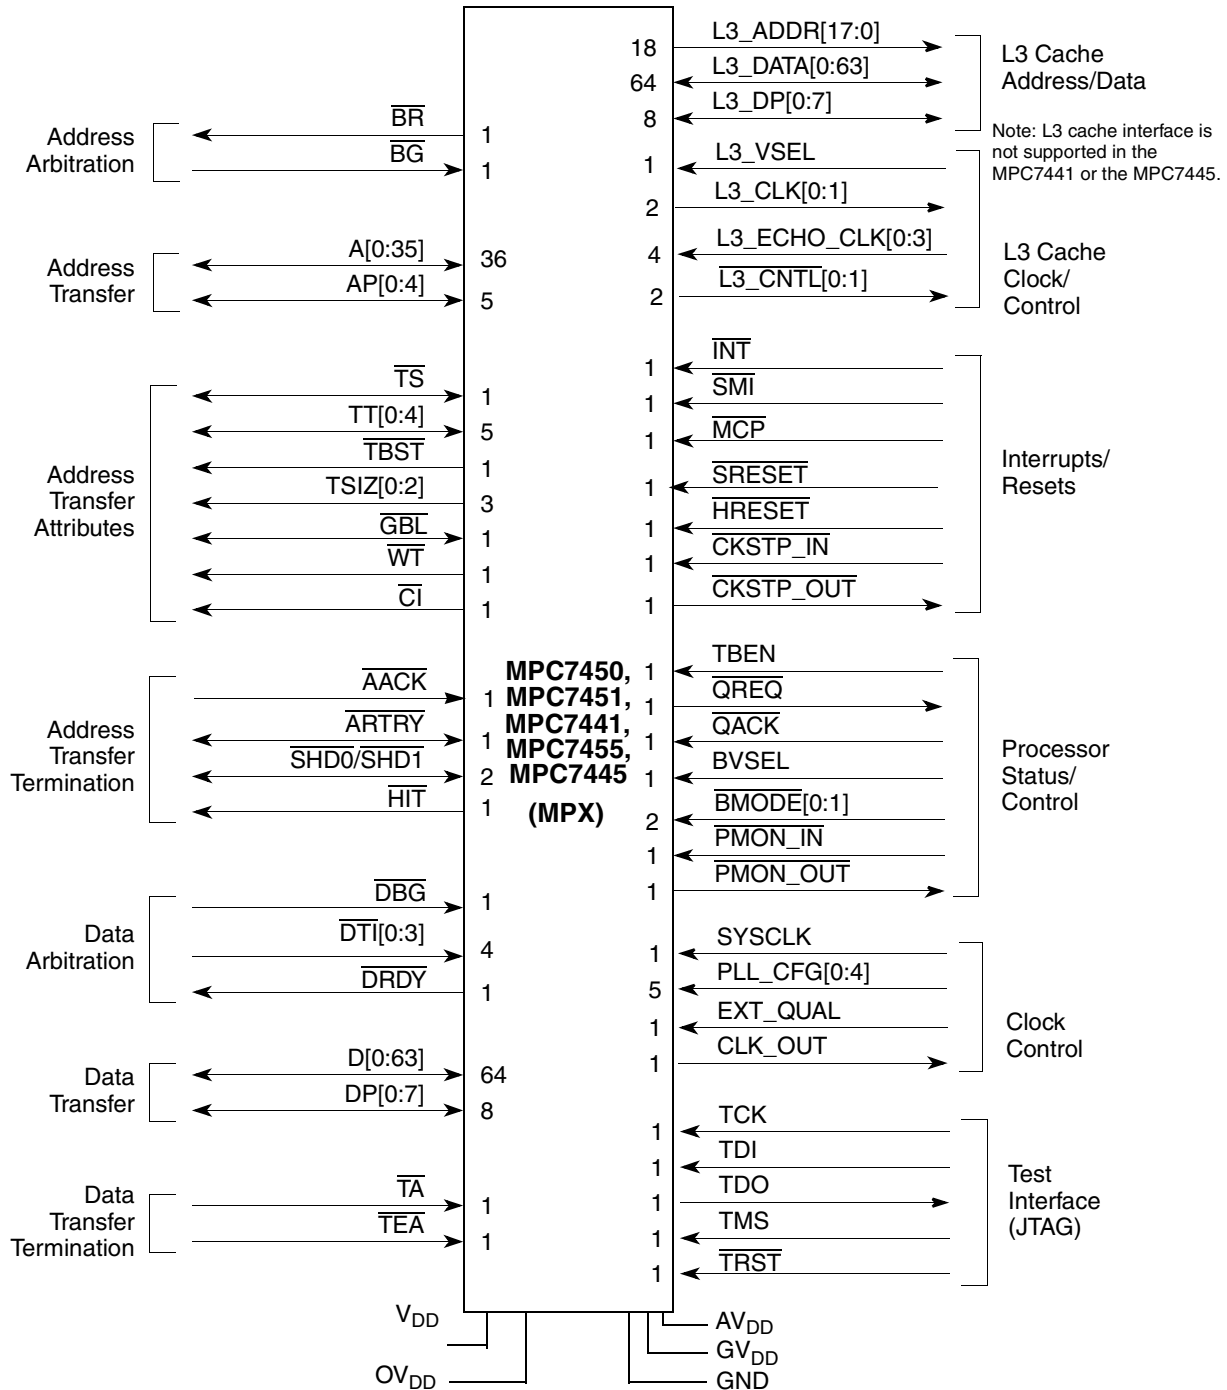 Address
Arbitration
BR
1
BG
1
Address
Transfer
A[0:35]
36
AP[0:4]
5
Address
Transfer
Attributes
TS
1
TT[0:4]
5
TBST
1
TSIZ[0:2]
3
GBL
1
WT
1
CI
1
Address
Transfer
Termination
AACK
1
ARTRY
1
SHD0/SHD1
2
HIT
1
Data
Arbitration
DBG
1
DTI[0:3]
4
DRDY
1
Data
Transfer
D[0:63]
64
DP[0:7]
8
Data
Transfer
Termination
TA
1
TEA
1
MPC7450,
MPC7451,
MPC7441,
MPC7455,
MPC7445
(MPX)
18
L3_ADDR[17:0]
64
L3_DATA[0:63]
8
L3_DP[0:7]
L3 Cache
Address/Data
Note: L3 cache interface is
not supported in the
MPC7441 or the MPC7445.
1
L3_VSEL
2
L3_CLK[0:1]
4
L3_ECHO_CLK[0:3]
2
L3_CNTL[0:1]
L3 Cache
Clock/
Control
1
INT
1
SMI
1
MCP
1
SRESET
1
HRESET
1
CKSTP_IN
1
CKSTP_OUT
Interrupts/
Resets
1
TBEN
1
QREQ
1
QACK
1
BVSEL
2
BMODE[0:1]
1
PMON_IN
1
PMON_OUT
Processor
Status/
Control
1
SYSCLK
5
PLL_CFG[0:4]
1
EXT_QUAL
1
CLK_OUT
Clock
Control
1
TCK
1
TDI
1
TDO
1
TMS
1
TRST
Test
Interface
(JTAG)
VDD
OVDD
AVDD
GVDD
GND